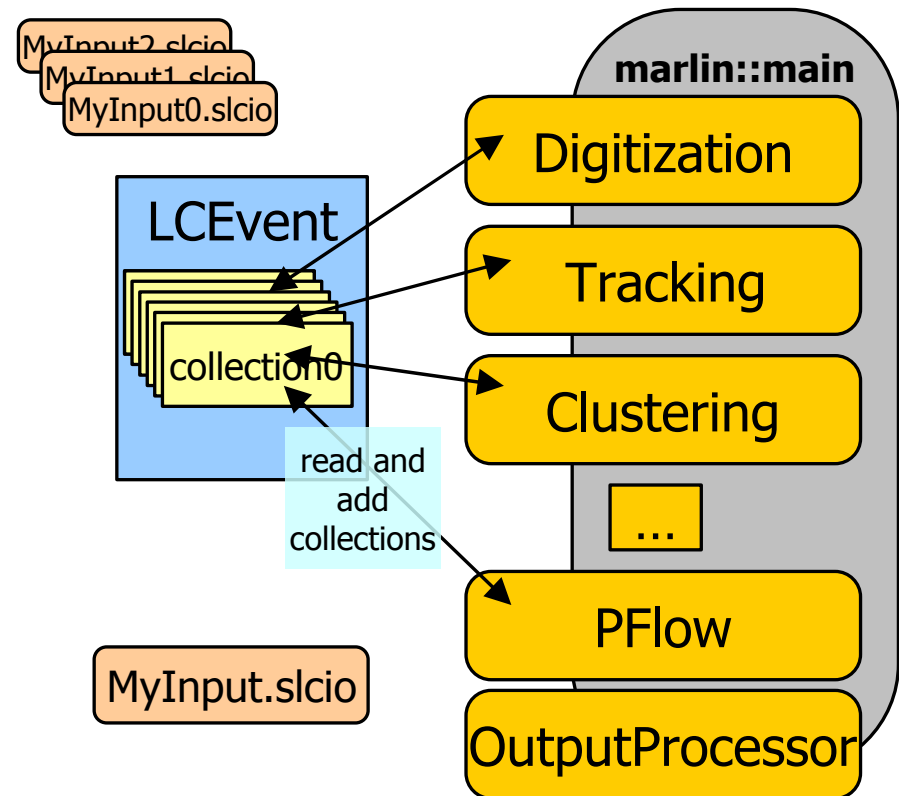 MyInput2.slcio
MyInput1.slcio
MyInput0.slcio
marlin::main
Digitization
LCEvent
Tracking
collection0
Clustering
read and
add
collections
...
PFlow
MyInput.slcio
OutputProcessor